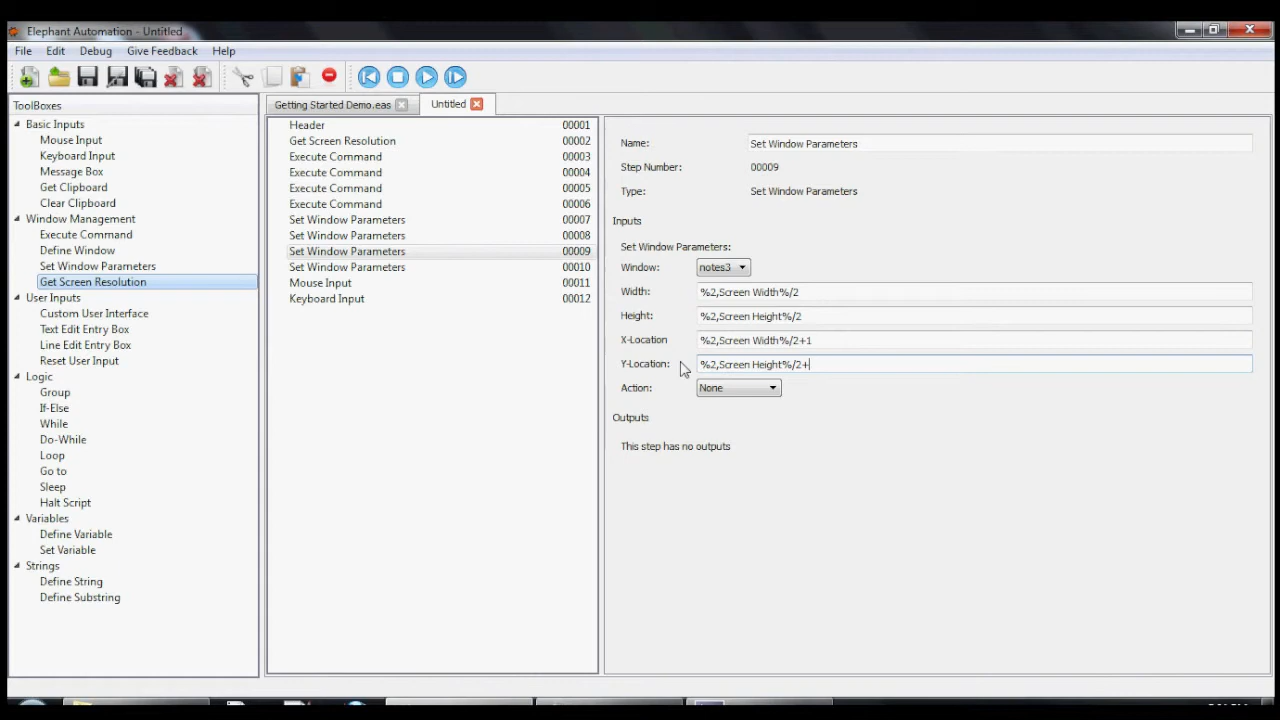 Elephant Automation - Untitled
File Edit Debug Give Feedback Help
ToolBoxes
Basic Inputs
Mouse Input
Keyboard Input
Message Box
Get Clipboard
Clear Clipboard
Window Management
Execute Command
Define Window
Set Window Parameters
Get Screen Resolution
User Inputs
Custom User Interface
Text Edit Entry Box
Line Edit Entry Box
Reset User Input
Logic
Group
If-Else
While
Do-While
Loop
Go to
Sleep
Halt Script
Variables
Define Variable
Set Variable
Strings
Define String
Define Substring
Getting Started Demo.eas Untitled
Header 00001
Get Screen Resolution 00002
Execute Command 00003
Execute Command 00004
Execute Command 00005
Execute Command 00006
Set Window Parameters 00007
Set Window Parameters 00008
Set Window Parameters 00009
Set Window Parameters 00010
Mouse Input 00011
Keyboard Input 00012
Name: Set Window Parameters
Step Number: 00009
Type: Set Window Parameters
Inputs
Set Window Parameters:
Window: notes3
Width: %2,Screen Width%/2
Height: %2,Screen Height%/2
X-Location %2,Screen Width%/2+1
Y-Location: %2,Screen Height%/2+
Action: None
Outputs
This step has no outputs